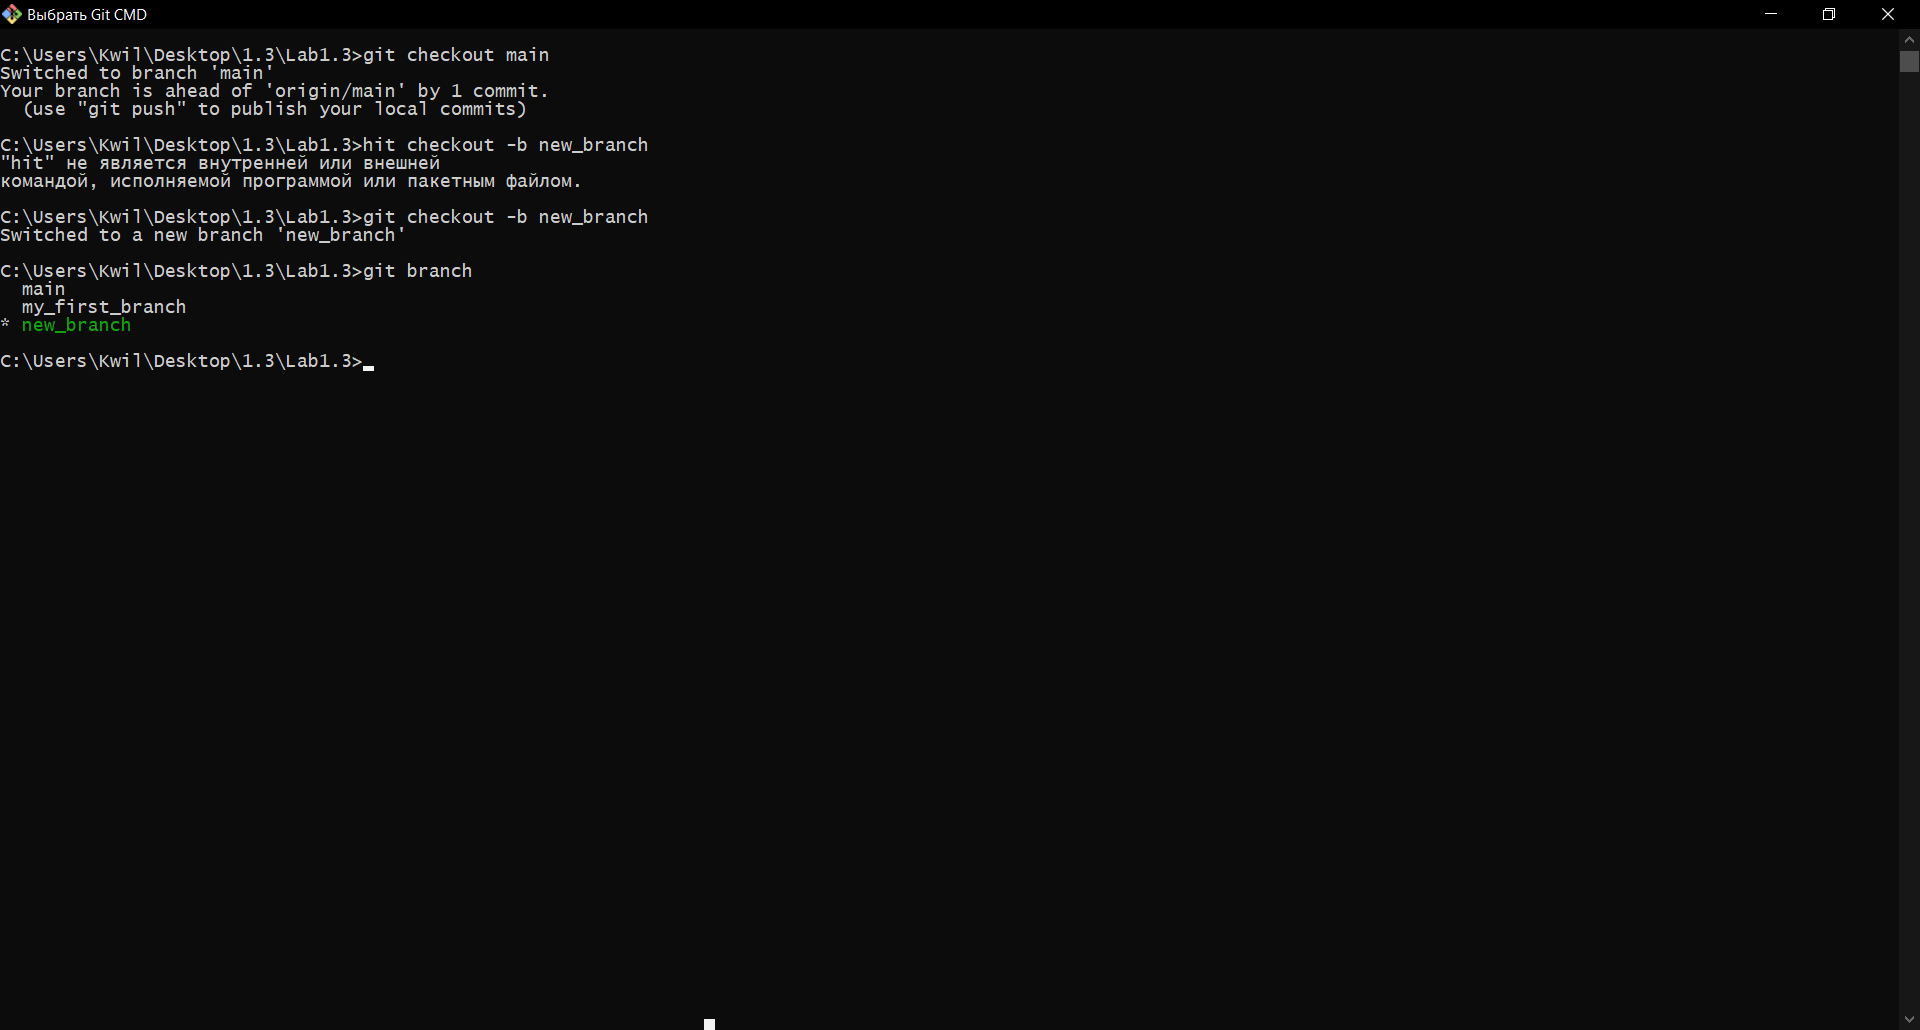 Выбрать Git CMD
C:\Users\Kwil\Desktop\1.3\Lab1.3>git checkout main
Switched to branch 'main'
Your branch is ahead of 'origin/main' by 1 commit.
  (use "git push" to publish your local commits)
C:\Users\Kwil\Desktop\1.3\Lab1.3>hit checkout -b new_branch
"hit" не является внутренней или внешней
командой, исполняемой программой или пакетным файлом.
C:\Users\Kwil\Desktop\1.3\Lab1.3>git checkout -b new_branch
Switched to a new branch 'new_branch'
C:\Users\Kwil\Desktop\1.3\Lab1.3>git branch
  main
  my_first_branch
* new_branch
C:\Users\Kwil\Desktop\1.3\Lab1.3>